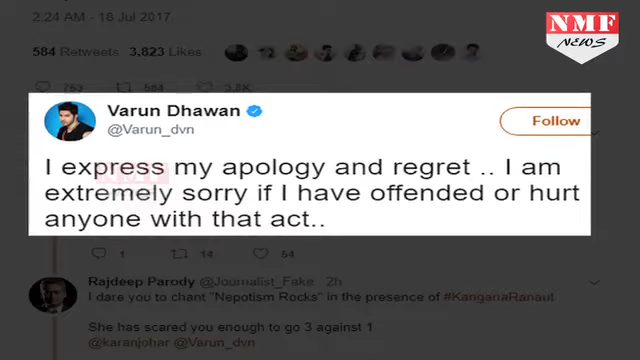 2:24 AM - 18 Jul 2017
NMF
NEWS
584 Retweets 3,823 Likes
753 584 3.8K
Varun Dhawan
@Varun_dvn
Follow
I express my apology and regret .. I am
extremely sorry if I have offended or hurt
anyone with that act..
NMF
1 14 54
Rajdeep Parody @Journalist_Fake 2h
I dare you to chant "Nepotism Rocks" in the presence of #KanganaRanaut
She has scared you enough to go 3 against 1
@karanjohar @Varun_dvn